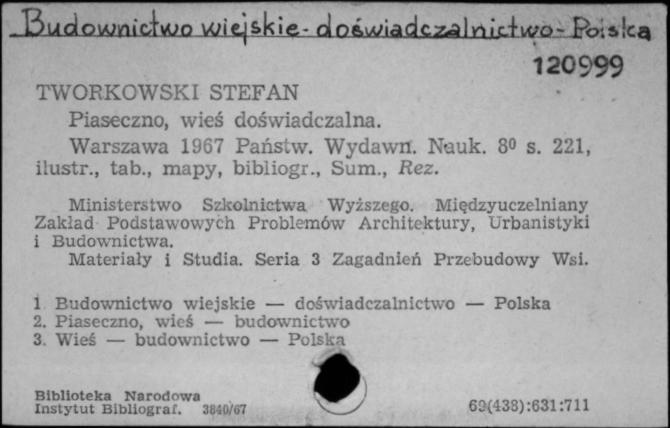 Budownictwo wiejskie - doświadczalnictwo - Polska
120999
TWORKOWSKI STEFAN
Piaseczno, wieś doświadczalna.
Warszawa 1967 Państw. Wydawn. Nauk. 8⁰ s. 221,
ilustr., tab., mapy, bibliogr., Sum., Rez.
Ministerstwo Szkolnictwa Wyższego. Międzyuczelniany
Zakład Podstawowych Problemów Architektury, Urbanistyki
i Budownictwa.
Materiały i Studia. Seria 3 Zagadnień Przebudowy Wsi.
1. Budownictwo wiejskie — doświadczalnictwo — Polska
2. Piaseczno, wieś — budownictwo
3. Wieś — budownictwo — Polska
Biblioteka Narodowa
Instytut Bibliograf. 3840/67
69(438):631:711